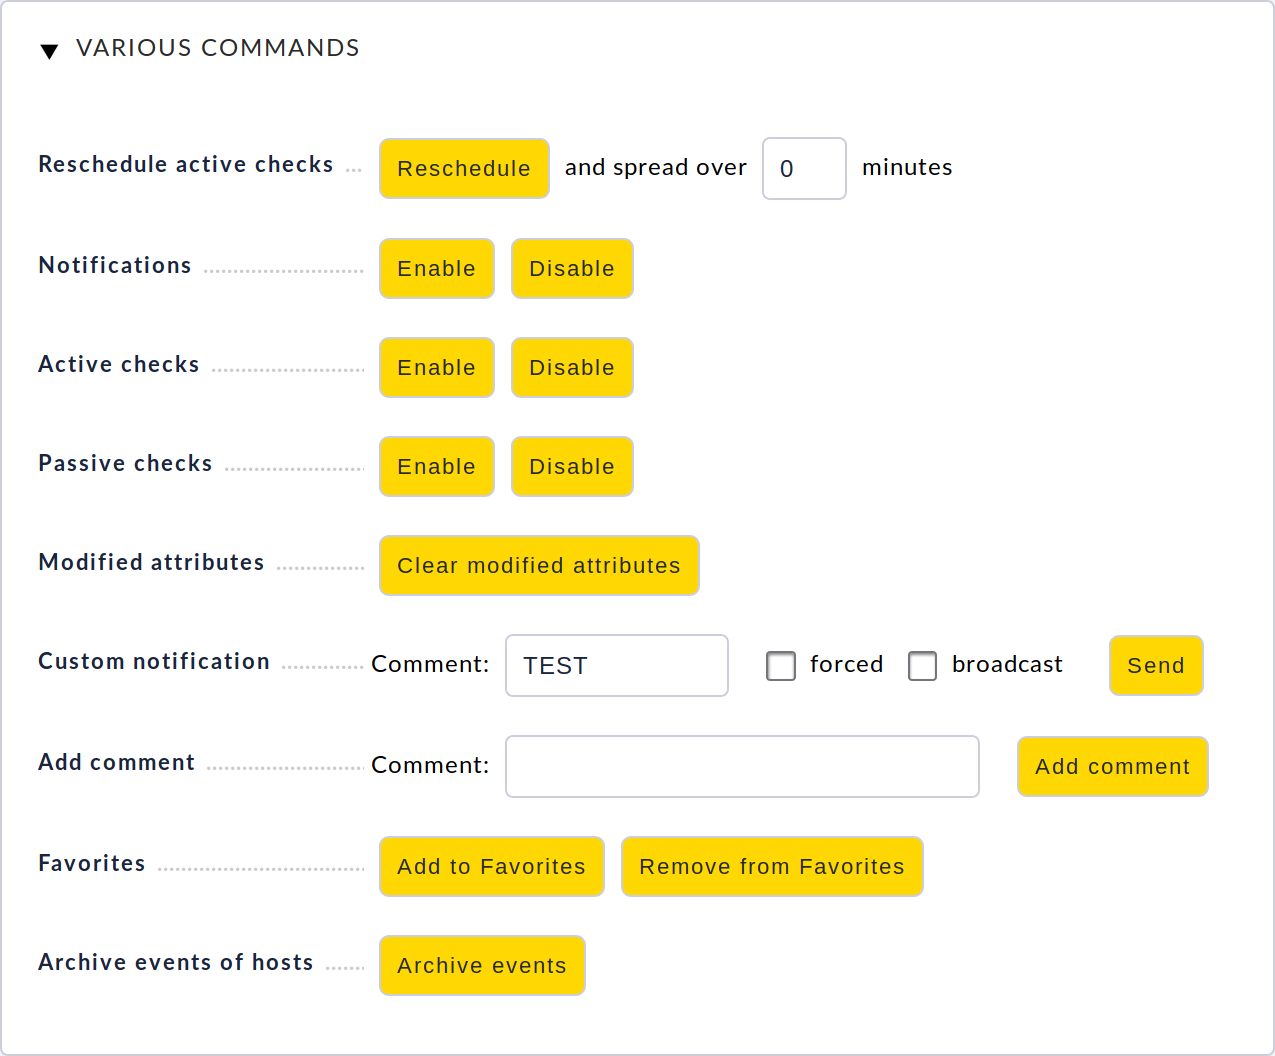 VARIOUS COMMANDS
Reschedule active checks Reschedule and spread over 0 minutes
Notifications Enable Disable
Active checks Enable Disable
Passive checks Enable Disable
Modified attributes Clear modified attributes
Custom notification Comment: TEST forced broadcast Send
Add comment Comment: Add comment
Favorites Add to Favorites Remove from Favorites
Archive events of hosts Archive events